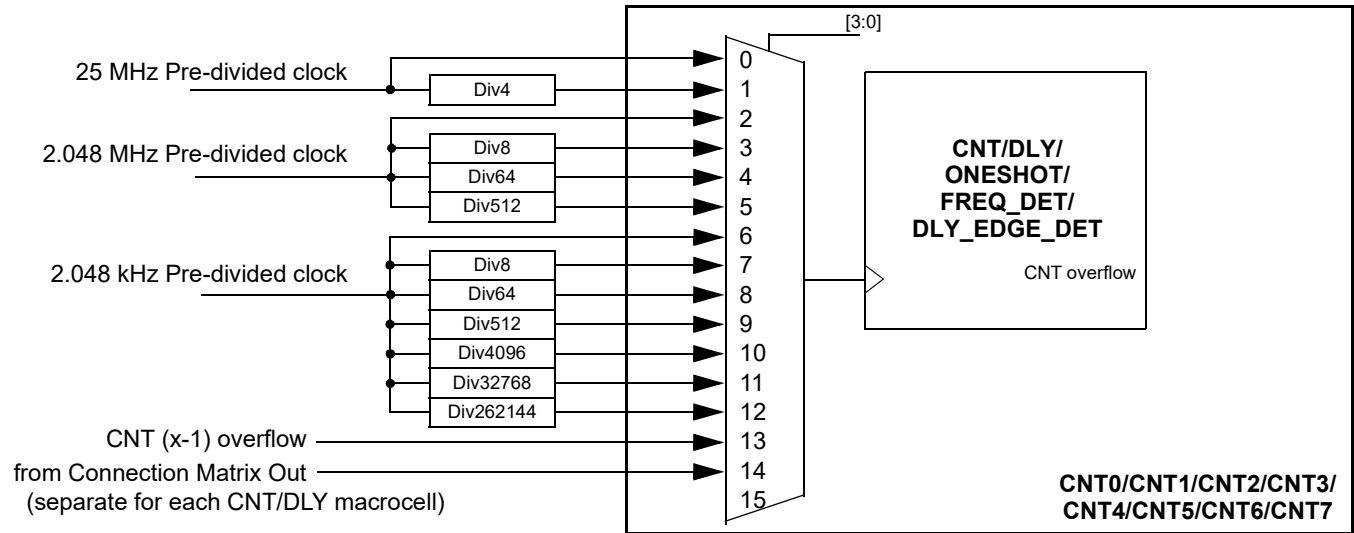 [3:0]
25 MHz Pre-divided clock
Div4
2.048 MHz Pre-divided clock
Div8
Div64
Div512
2.048 kHz Pre-divided clock
Div8
Div64
Div512
Div4096
Div32768
Div262144
CNT (x-1) overflow
from Connection Matrix Out
(separate for each CNT/DLY macrocell)
0
1
2
3
4
5
6
7
8
9
10
11
12
13
14
15
CNT/DLY/
ONESHOT/
FREQ_DET/
DLY_EDGE_DET
CNT overflow
CNT0/CNT1/CNT2/CNT3/
CNT4/CNT5/CNT6/CNT7